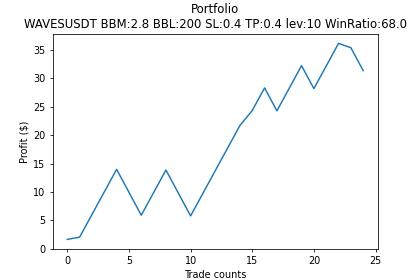 Portfolio
WAVESUSDT BBM:2.8 BBL:200 SL:0.4 TP:0.4 lev:10 WinRatio:68.0
35
30
25
20
15
10
5
0
Profit ($)
0 5 10 15 20 25
Trade counts